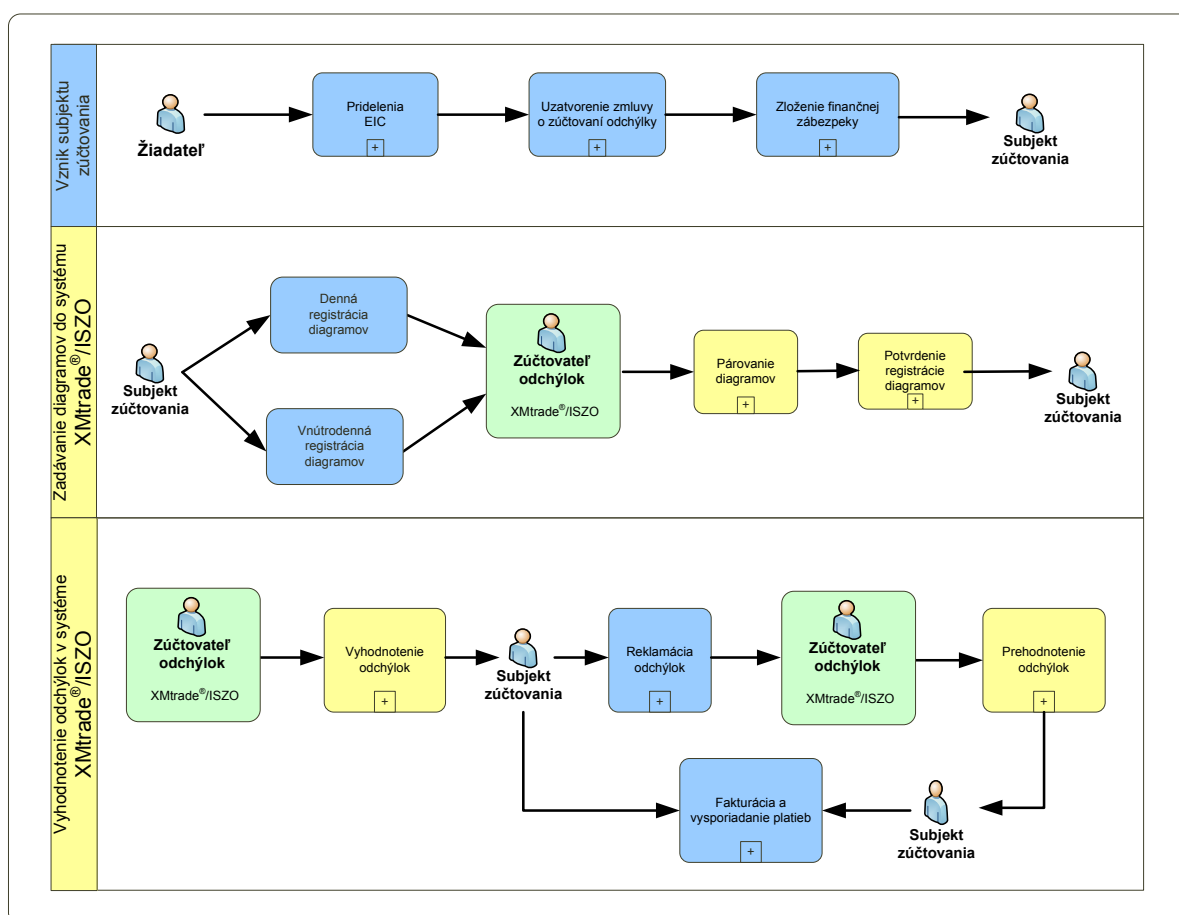 Vznik subjektu
zúčtovania
Žiadateľ
Pridelenia
EIC
+
Uzatvorenie zmluvy
o zúčtovaní odchýlky
+
Zloženie finančnej
zábezpeky
+
Subjekt
zúčtovania
Zadávanie diagramov do systému
XMtrade®/ISZO
Subjekt
zúčtovania
Denná
registrácia
diagramov
Vnútrodenná
registrácia
diagramov
Zúčtovateľ
odchýlok
XMtrade®/ISZO
Párovanie
diagramov
+
Potvrdenie
registrácie
diagramov
+
Subjekt
zúčtovania
Vyhodnotenie odchýlok v systéme
XMtrade®/ISZO
Zúčtovateľ
odchýlok
XMtrade®/ISZO
Vyhodnotenie
odchýlok
+
Subjekt
zúčtovania
Reklamácia
odchýlok
+
Zúčtovateľ
odchýlok
XMtrade®/ISZO
Prehodnotenie
odchýlok
+
Fakturácia a
vysporiadanie platieb
+
Subjekt
zúčtovania